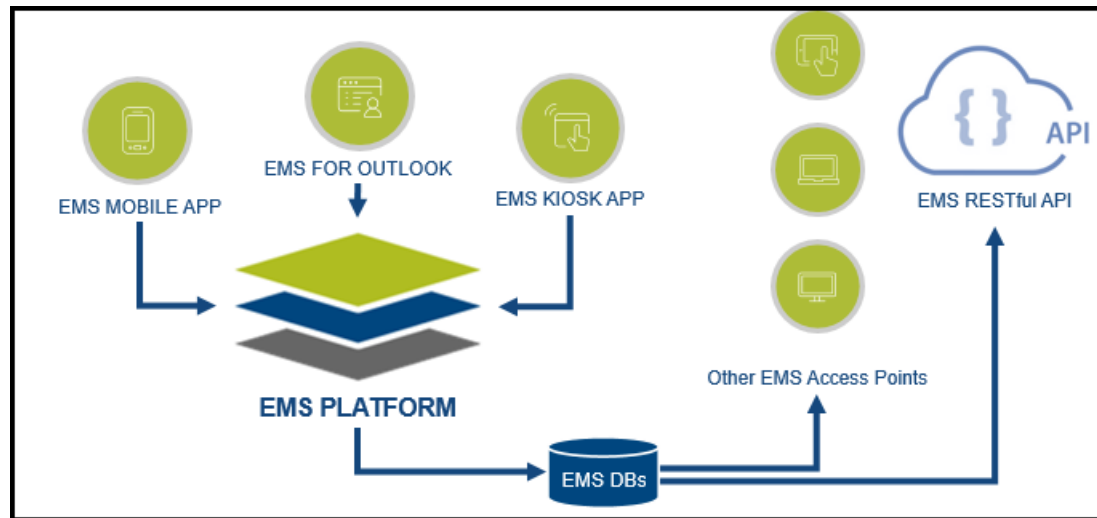 EMS MOBILE APP
EMS FOR OUTLOOK
EMS KIOSK APP
{ } API
EMS RESTful API
Other EMS Access Points
EMS PLATFORM
EMS DBs